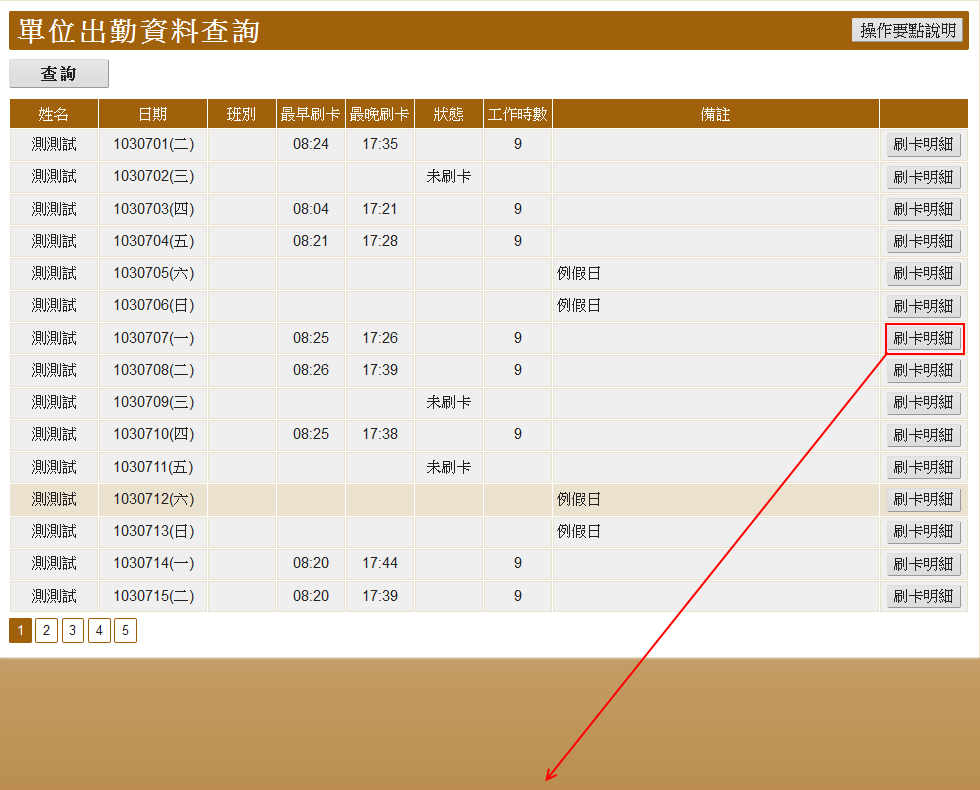 單位出勤資料查詢 操作要點說明
查詢
姓名 日期 班別 最早刷卡 最晚刷卡 狀態 工作時數 備註
測測試 1030701(二) 08:24 17:35 9 刷卡明細
測測試 1030702(三) 未刷卡 刷卡明細
測測試 1030703(四) 08:04 17:21 9 刷卡明細
測測試 1030704(五) 08:21 17:28 9 刷卡明細
測測試 1030705(六) 例假日 刷卡明細
測測試 1030706(日) 例假日 刷卡明細
測測試 1030707(一) 08:25 17:26 9 刷卡明細
測測試 1030708(二) 08:26 17:39 9 刷卡明細
測測試 1030709(三) 未刷卡 刷卡明細
測測試 1030710(四) 08:25 17:38 9 刷卡明細
測測試 1030711(五) 未刷卡 刷卡明細
測測試 1030712(六) 例假日 刷卡明細
測測試 1030713(日) 例假日 刷卡明細
測測試 1030714(一) 08:20 17:44 9 刷卡明細
測測試 1030715(二) 08:20 17:39 9 刷卡明細
1 2 3 4 5